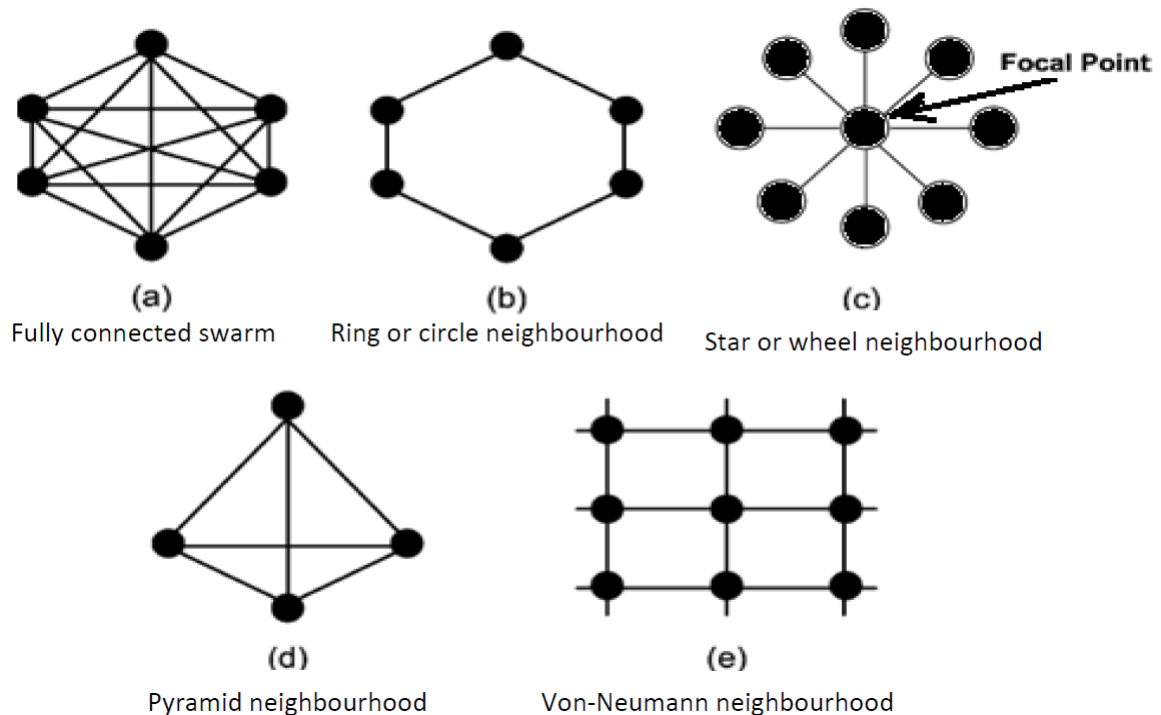 Focal Point
(a)
(b)
(c)
Fully connected swarm
Ring or circle neighbourhood
Star or wheel neighbourhood
(d)
(e)
Pyramid neighbourhood
Von-Neumann neighbourhood